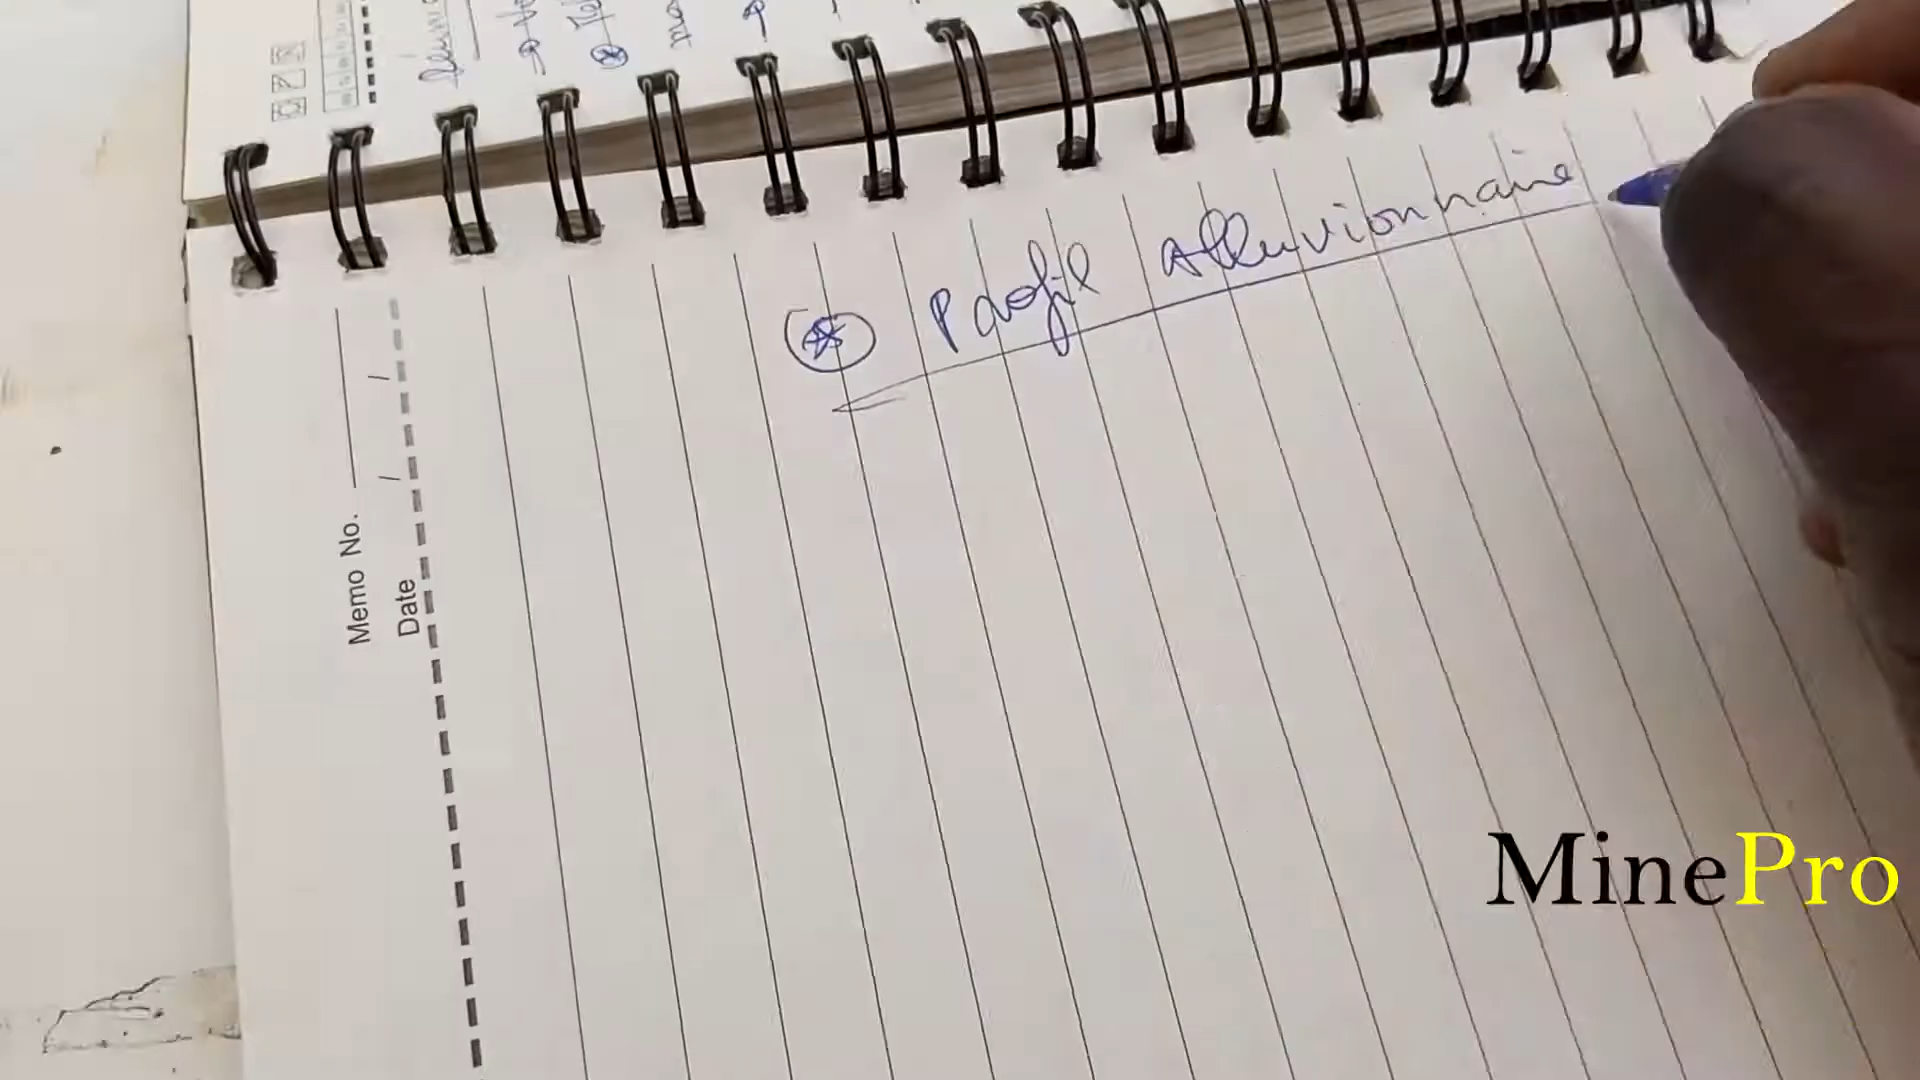 Profil Alluvionnaire
Memo No.
Date / /
MinePro